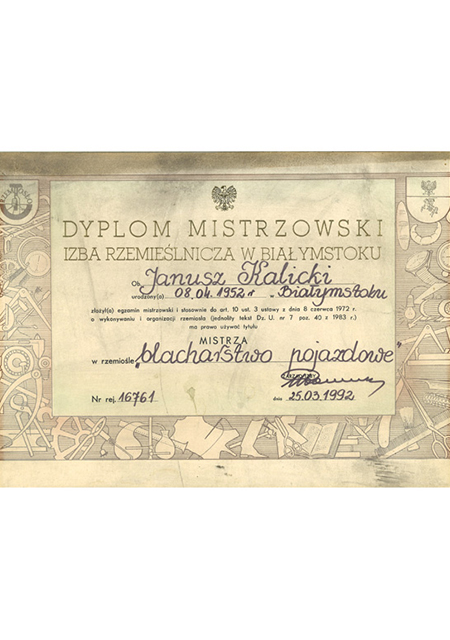 DYPLOM MISTRZOWSKI
IZBA RZEMIEŚLNICZA W BIAŁYMSTOKU
Ob. Janusz Kalicki
urodzony(a) 08.04.1952 r. Białymstoku
złożył(a) egzamin mistrzowski i stosownie do art. 10 ust. 3 ustawy z dnia 8 czerwca 1972 r.
o wykonywaniu i organizacji rzemiosła (jednolity tekst Dz. U. nr 7 poz. 40 z 1983 r.)
ma prawo używać tytułu
MISTRZA
w rzemiośle „blacharstwo pojazdowe"
Nr rej. 16761
dnia 25.03.1992